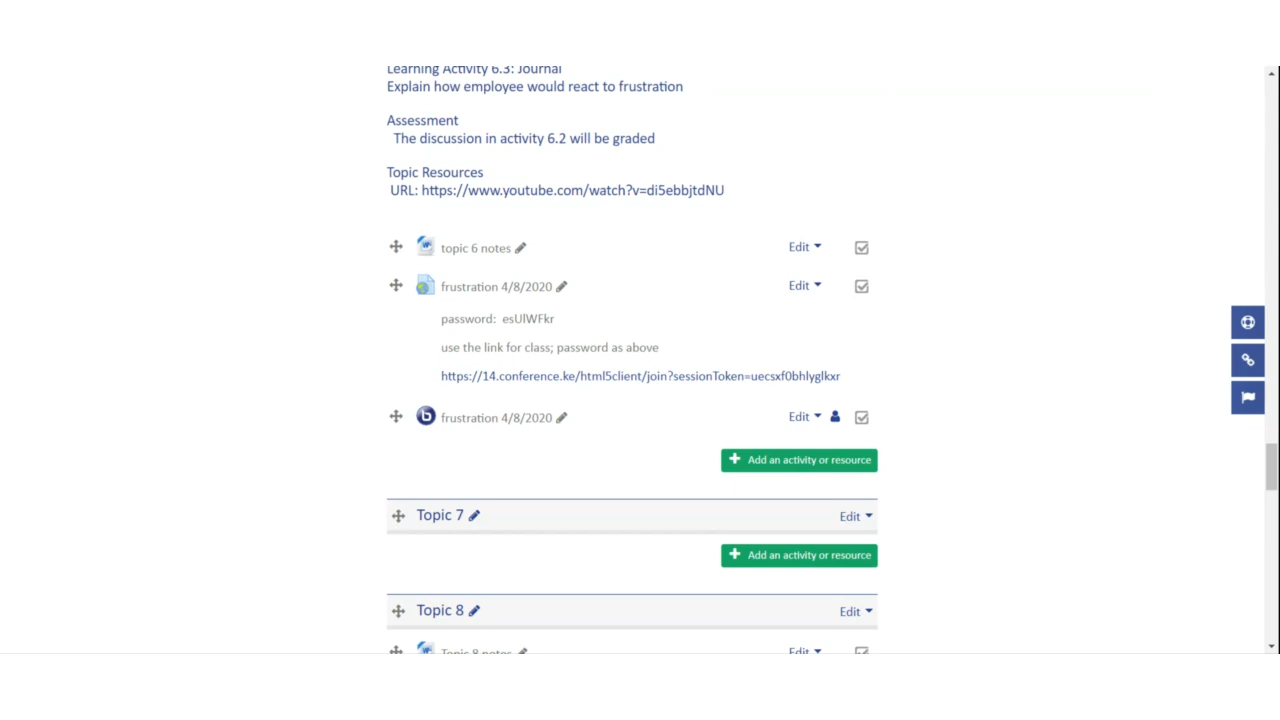 Learning Activity 6.3: Journal
Explain how employee would react to frustration
Assessment
The discussion in activity 6.2 will be graded
Topic Resources
URL: https://www.youtube.com/watch?v=di5ebbjtdNU
topic 6 notes Edit
frustration 4/8/2020 Edit
password: esUlWFkr
use the link for class; password as above
https://14.conference.ke/html5client/join?sessionToken=uecsxf0bhlyglkxr
frustration 4/8/2020 Edit
Add an activity or resource
Topic 7 Edit
Add an activity or resource
Topic 8 Edit
Topic 8 notes Edit